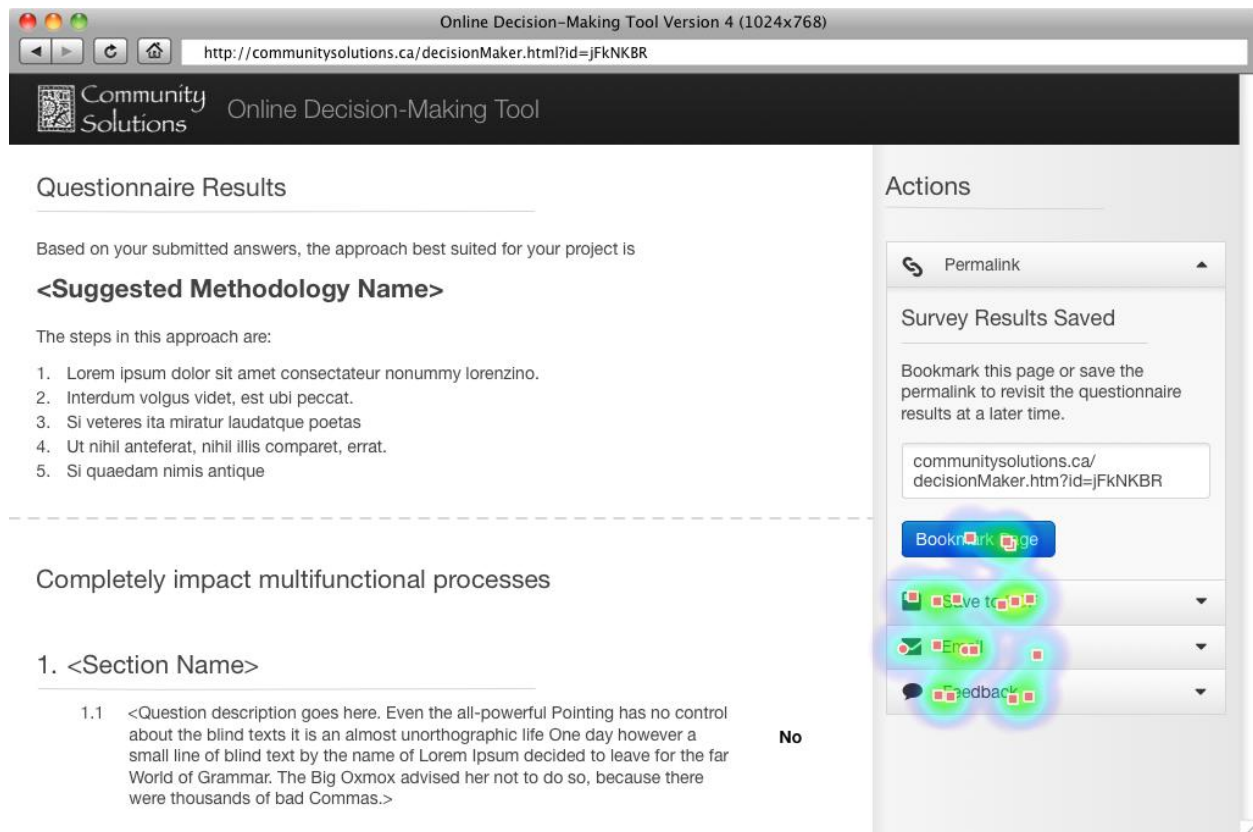 Online Decision-Making Tool Version 4 (1024x768)
http://communitysolutions.ca/decisionMaker.html?id=jFkNKBR
Community
Solutions
Online Decision-Making Tool
Questionnaire Results
Based on your submitted answers, the approach best suited for your project is
<Suggested Methodology Name>
The steps in this approach are:
1. Lorem ipsum dolor sit amet consectateur nonummy lorenzino.
2. Interdum volgus videt, est ubi peccat.
3. Si veteres ita miratur laudatque poetas
4. Ut nihil anteferat, nihil illis comparet, errat.
5. Si quaedam nimis antique
Completely impact multifunctional processes
1. <Section Name>
1.1 <Question description goes here. Even the all-powerful Pointing has no control
about the blind texts it is an almost unorthographic life One day however a
small line of blind text by the name of Lorem Ipsum decided to leave for the far
World of Grammar. The Big Oxmox advised her not to do so, because there
were thousands of bad Commas.>
No
Actions
Permalink
Survey Results Saved
Bookmark this page or save the
permalink to revisit the questionnaire
results at a later time.
communitysolutions.ca/
decisionMaker.htm?id=jFkNKBR
Bookmark Page
Save to
Email
Feedback